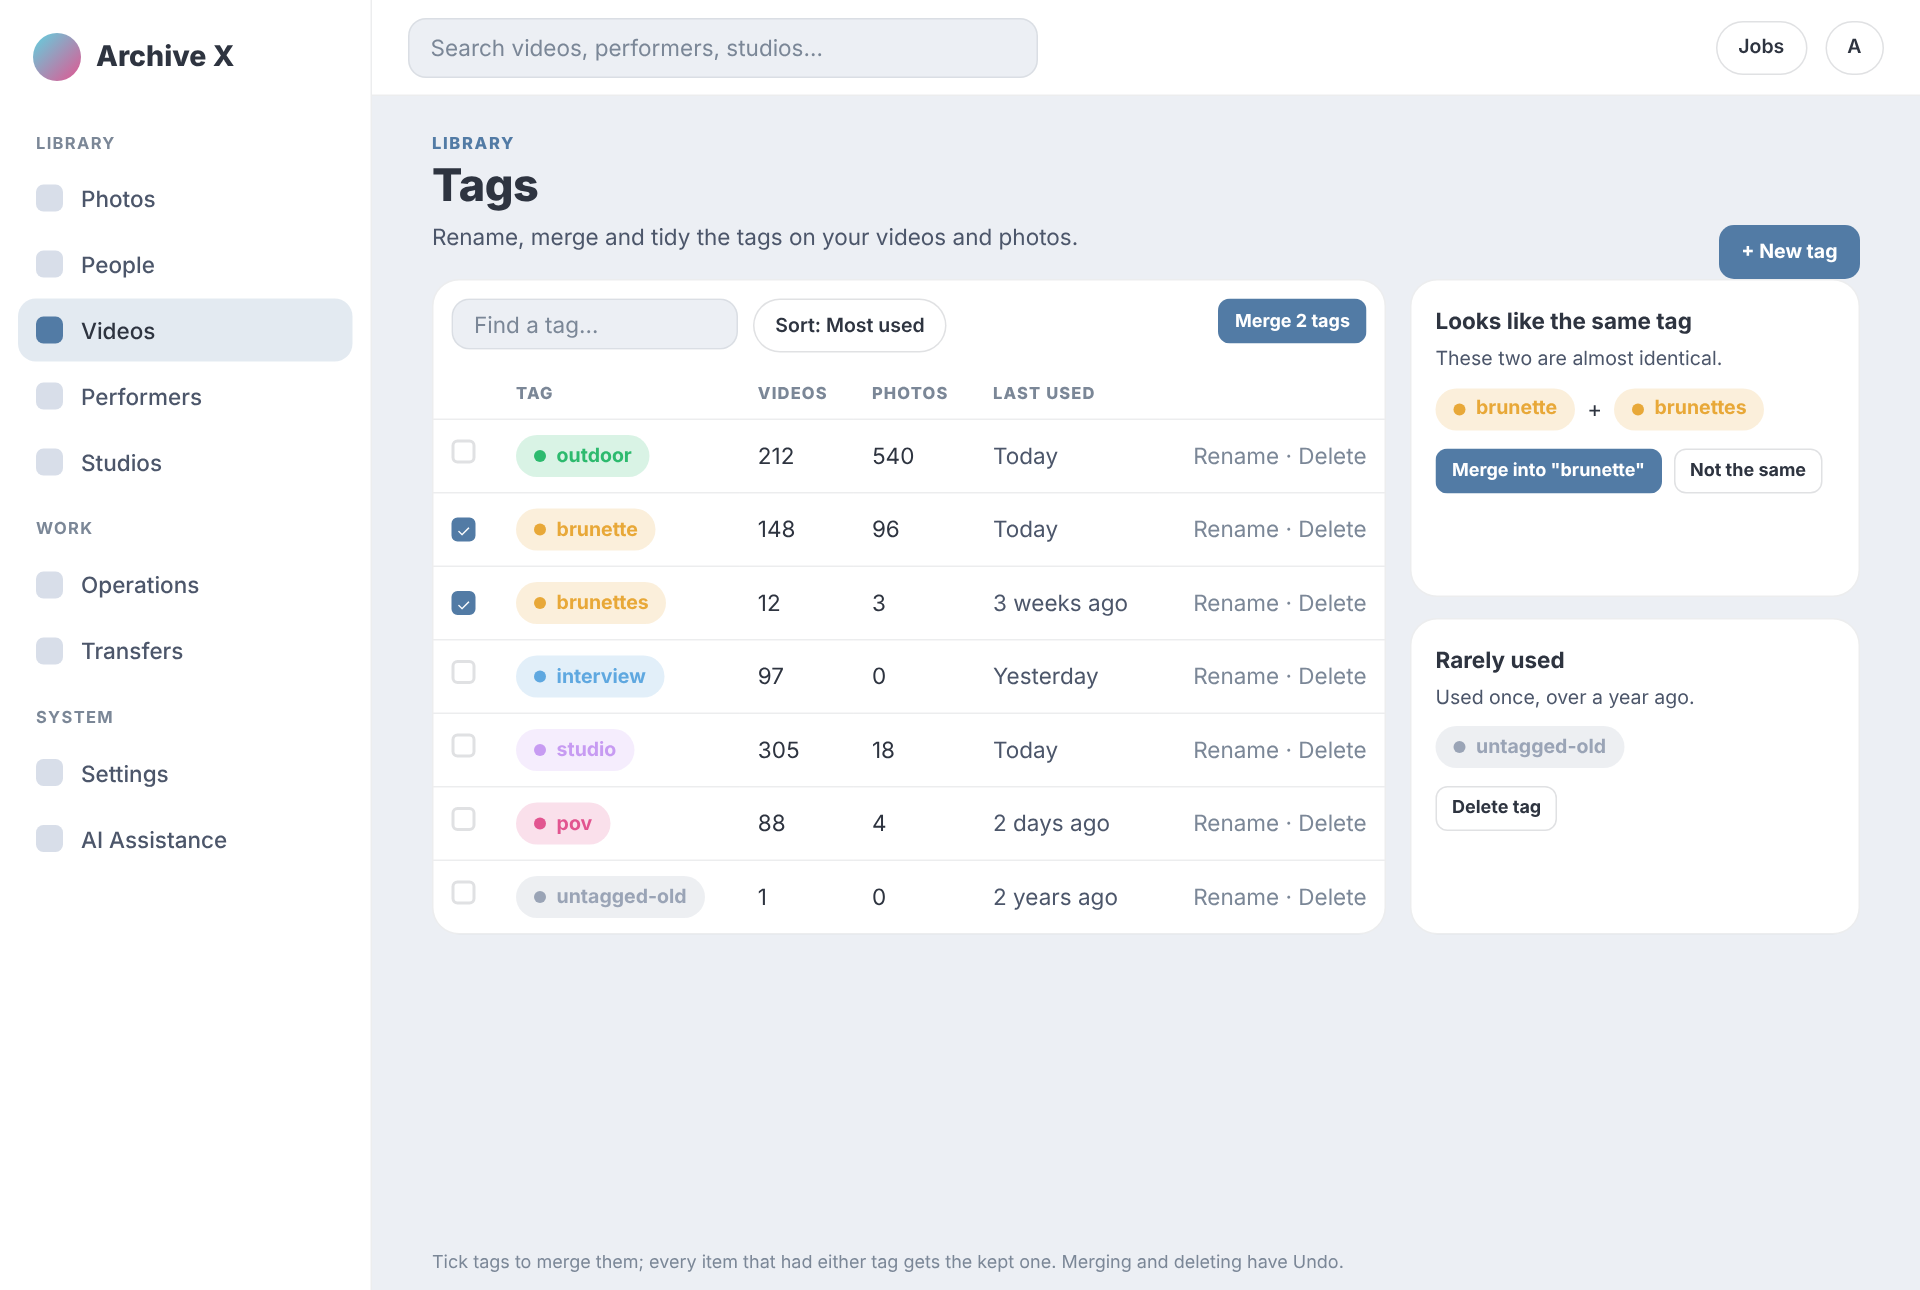 Archive X
Search videos, performers, studios...
Jobs
A
LIBRARY
Photos
People
Videos
Performers
Studios
WORK
Operations
Transfers
SYSTEM
Settings
AI Assistance
LIBRARY
Tags
Rename, merge and tidy the tags on your videos and photos.
+ New tag
Find a tag...
Sort: Most used
Merge 2 tags
TAG VIDEOS PHOTOS LAST USED
outdoor 212 540 Today Rename · Delete
brunette 148 96 Today Rename · Delete
brunettes 12 3 3 weeks ago Rename · Delete
interview 97 0 Yesterday Rename · Delete
studio 305 18 Today Rename · Delete
pov 88 4 2 days ago Rename · Delete
untagged-old 1 0 2 years ago Rename · Delete
Looks like the same tag
These two are almost identical.
brunette + brunettes
Merge into "brunette" Not the same
Rarely used
Used once, over a year ago.
untagged-old
Delete tag
Tick tags to merge them; every item that had either tag gets the kept one. Merging and deleting have Undo.